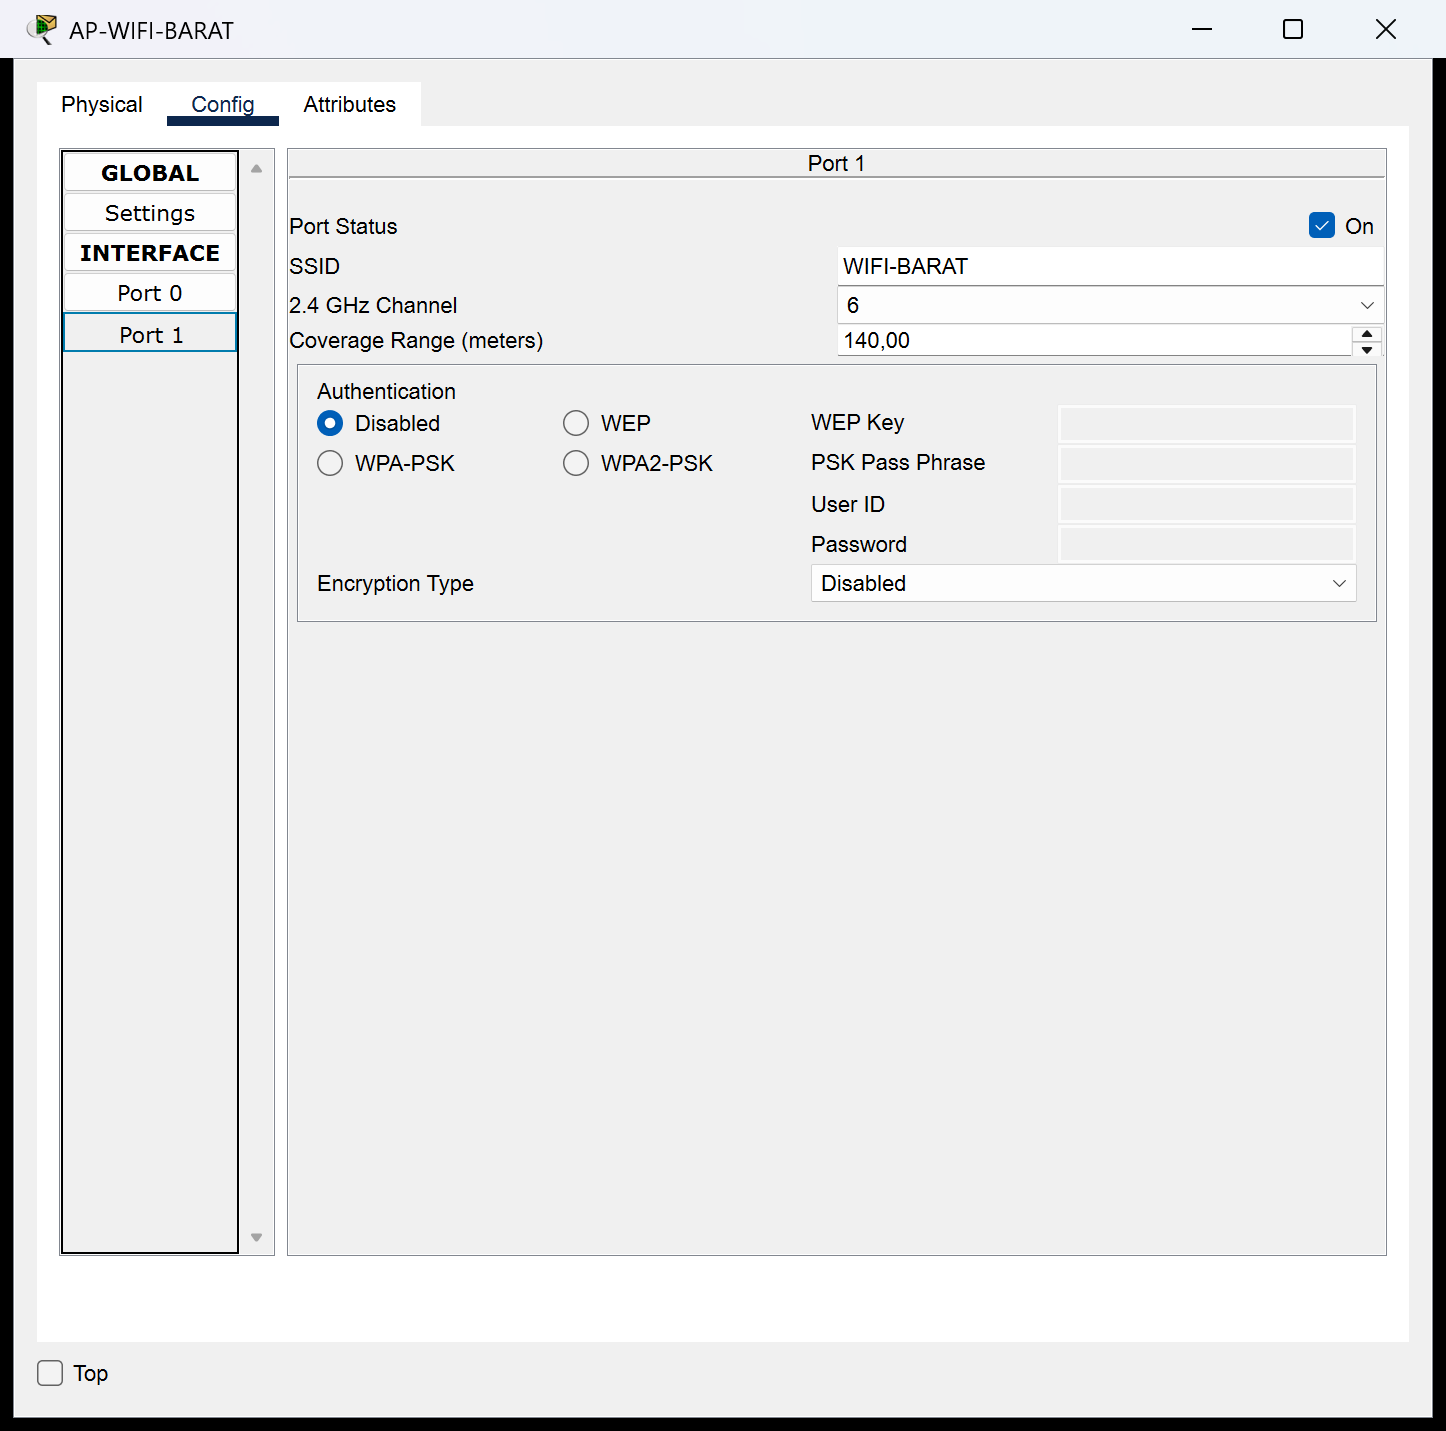 AP-WIFI-BARAT
Physical Config Attributes
GLOBAL
Settings
INTERFACE
Port 0
Port 1
Port 1
Port Status On
SSID WIFI-BARAT
2.4 GHz Channel 6
Coverage Range (meters) 140,00
Authentication
Disabled WEP WEP Key
WPA-PSK WPA2-PSK PSK Pass Phrase
User ID
Password
Encryption Type Disabled
Top